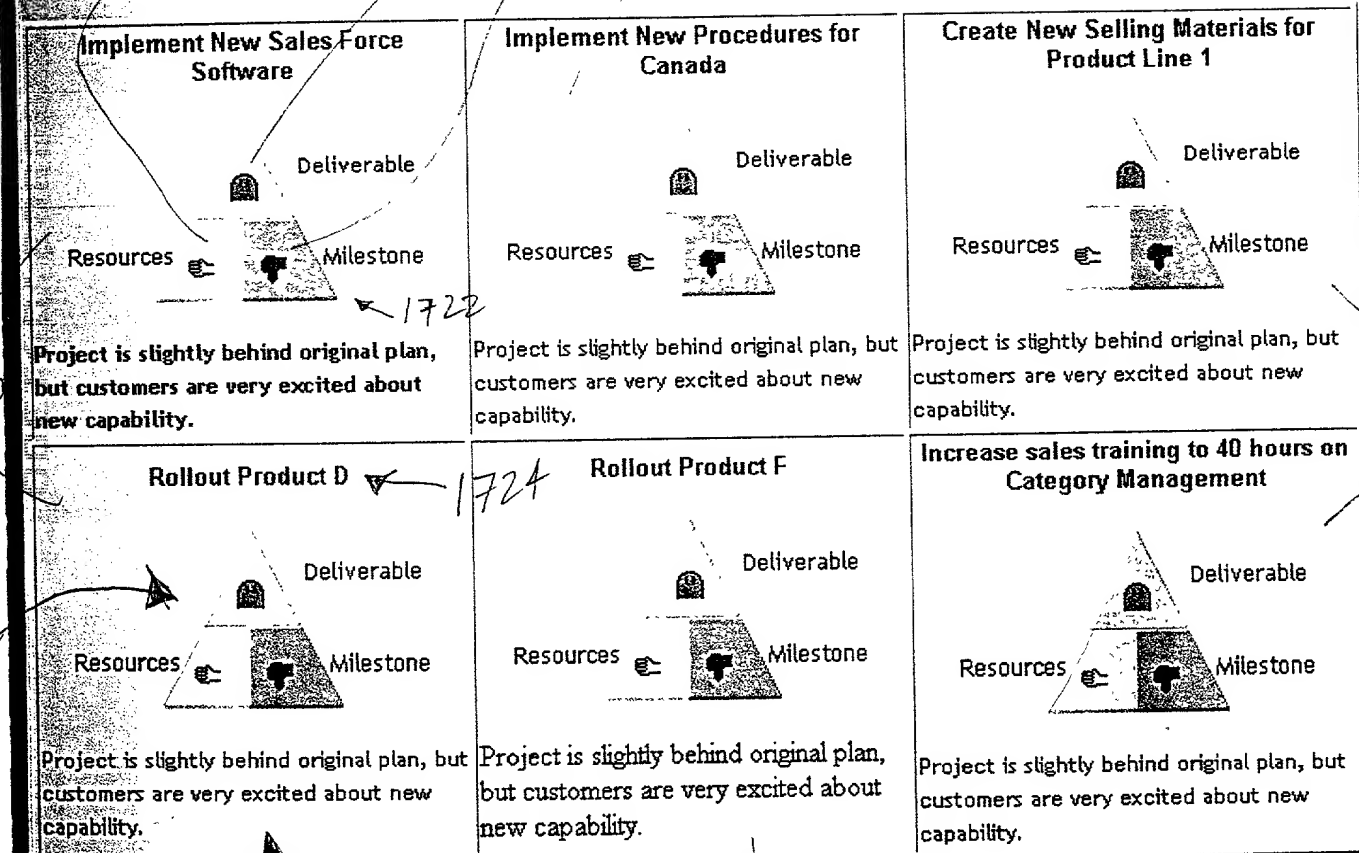 Implement New Sales Force
Software
Deliverable
Resources
Milestone
1722
Project is slightly behind original plan,
but customers are very excited about
new capability.
Implement New Procedures for
Canada
Deliverable
Resources
Milestone
Project is slightly behind original plan, but
customers are very excited about new
capability.
Create New Selling Materials for
Product Line 1
Deliverable
Resources
Milestone
Project is slightly behind original plan, but
customers are very excited about new
capability.
Rollout Product D
1724
Deliverable
Resources
Milestone
Project is slightly behind original plan, but
customers are very excited about new
capability.
Rollout Product F
Deliverable
Resources
Milestone
Project is slightly behind original plan,
but customers are very excited about
new capability.
Increase sales training to 40 hours on
Category Management
Deliverable
Resources
Milestone
Project is slightly behind original plan, but
customers are very excited about new
capability.